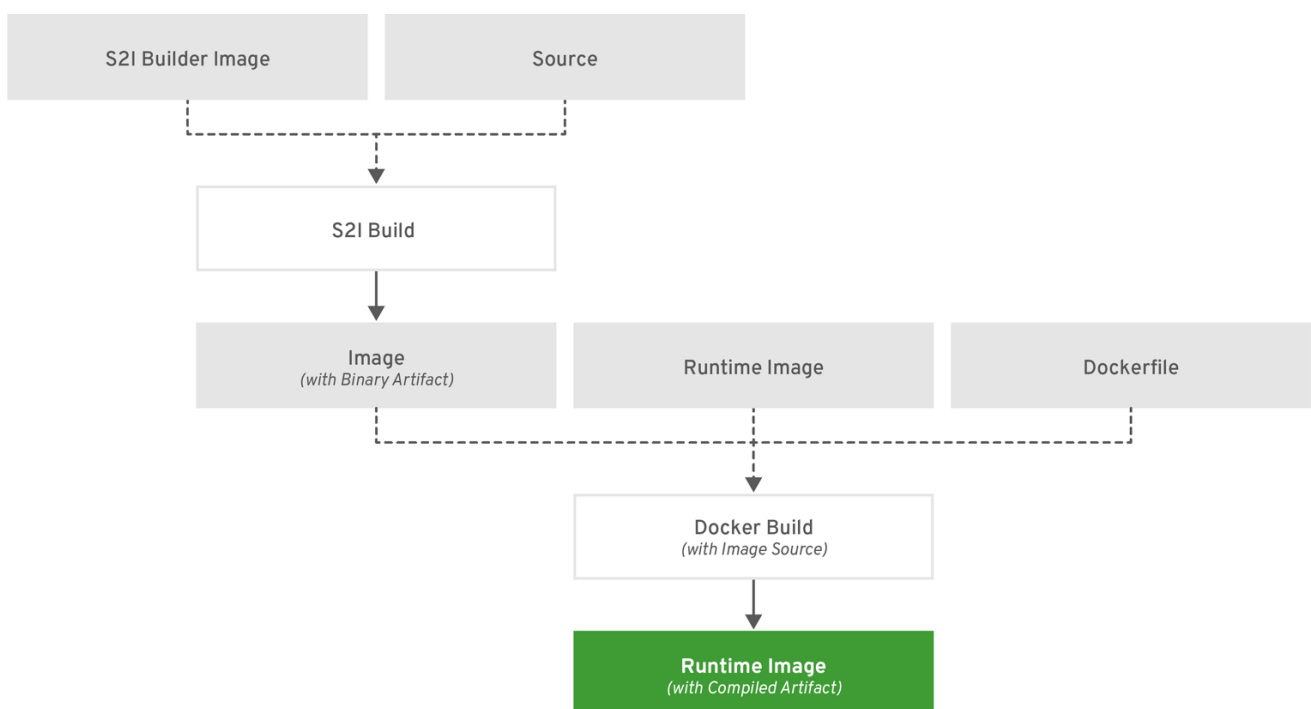 S2I Builder Image
Source
S2I Build
Image
(with Binary Artifact)
Runtime Image
Dockerfile
Docker Build
(with Image Source)
Runtime Image
(with Compiled Artifact)